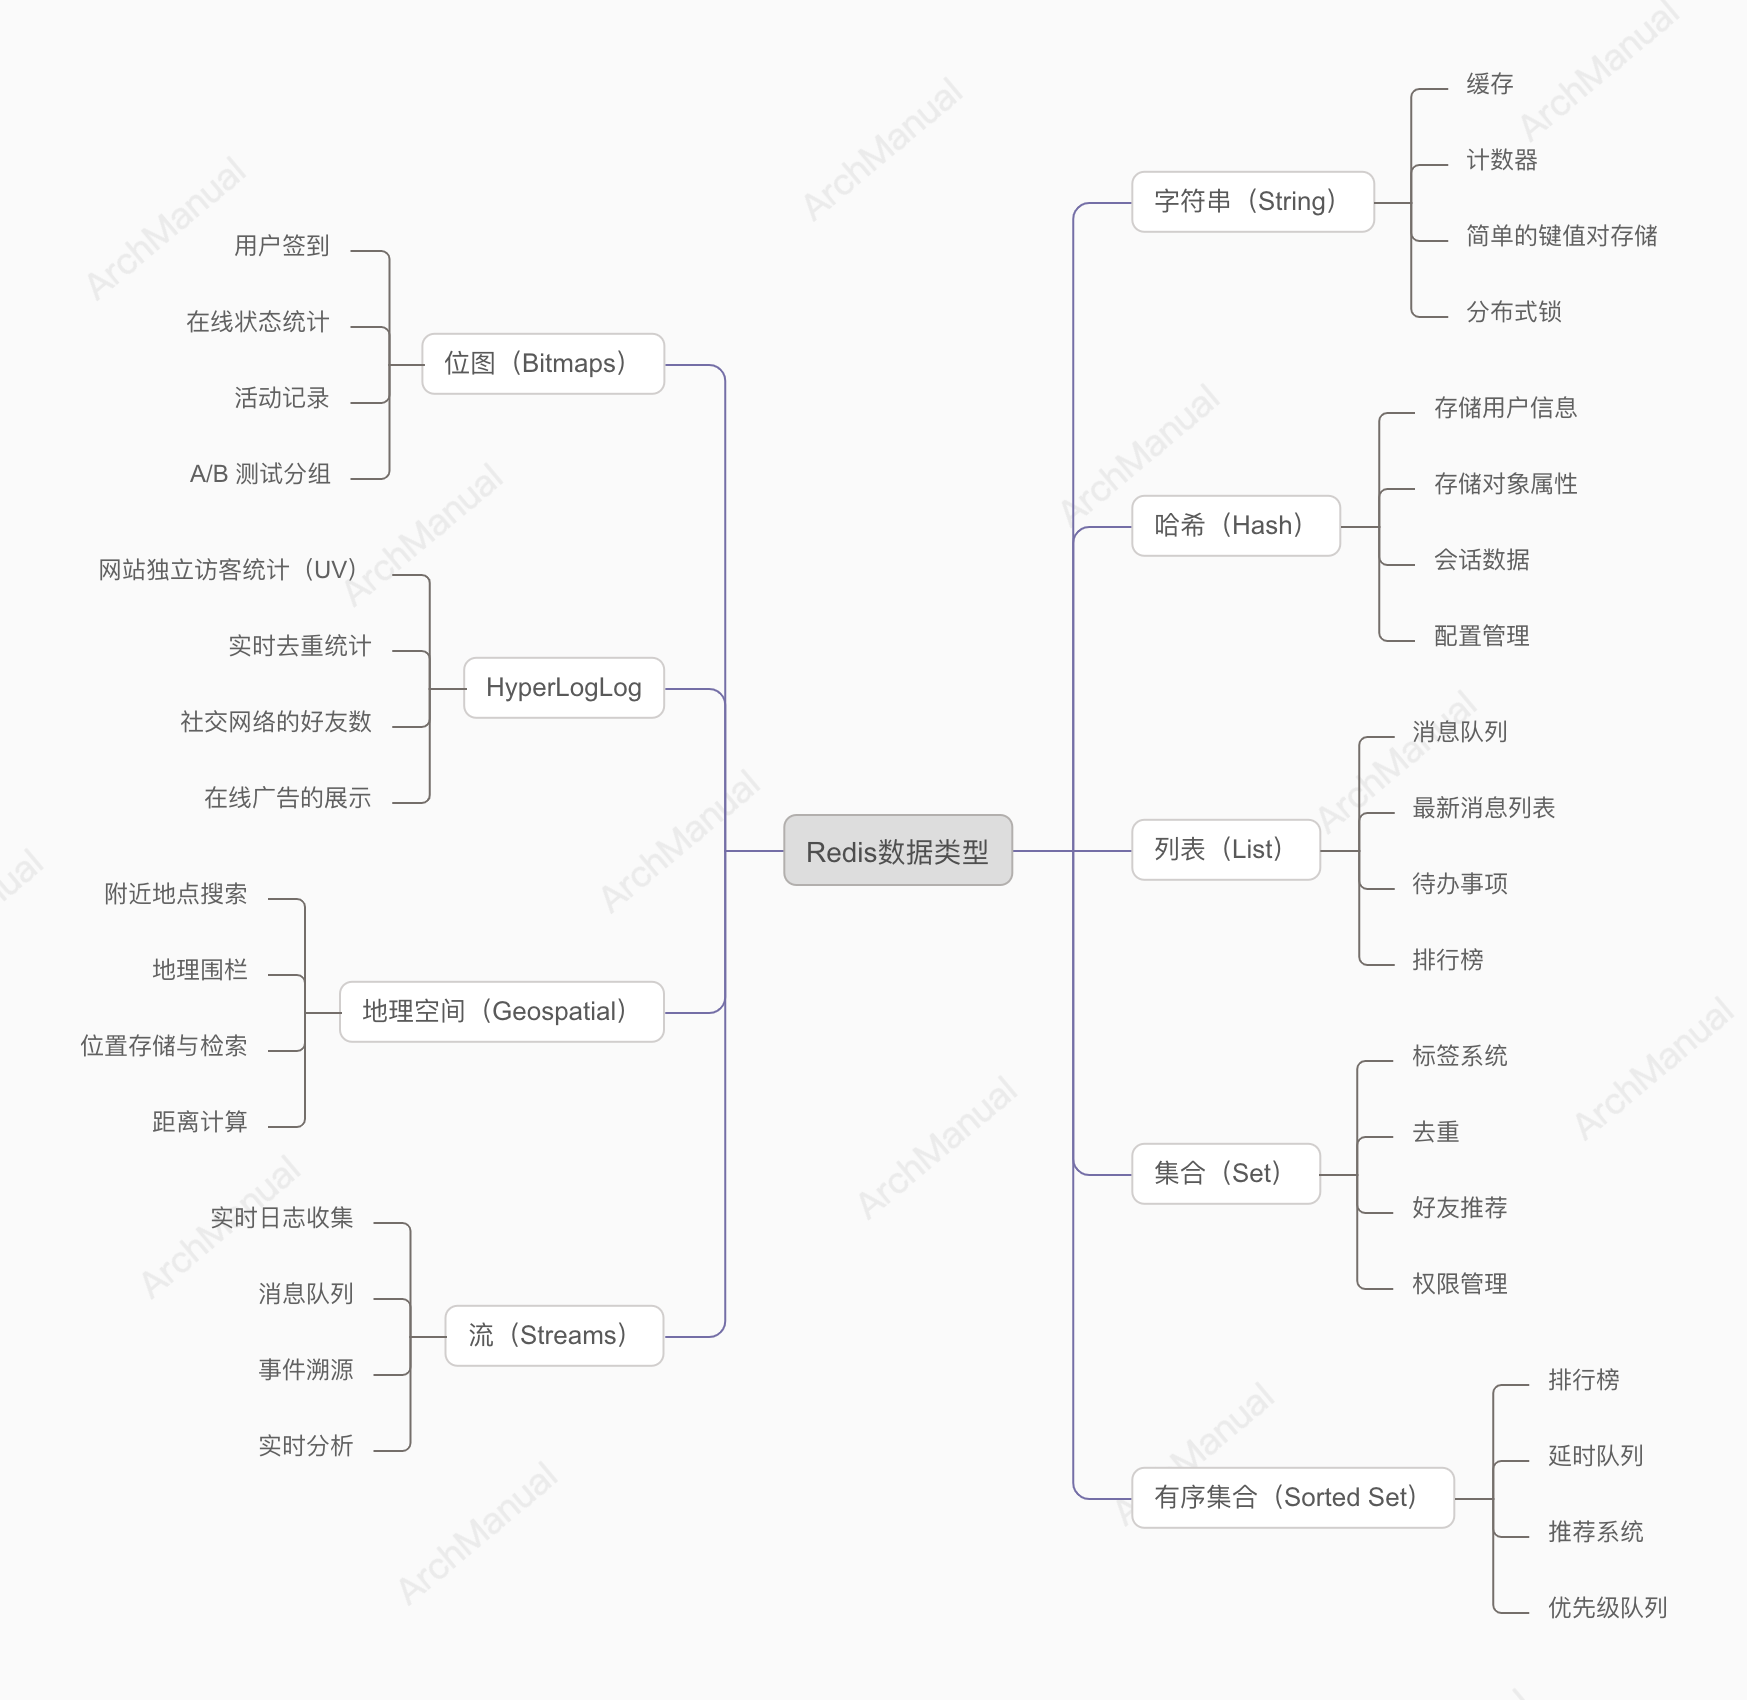 Redis数据类型
字符串（String）
缓存
计数器
简单的键值对存储
分布式锁
哈希（Hash）
存储用户信息
存储对象属性
会话数据
配置管理
列表（List）
消息队列
最新消息列表
待办事项
排行榜
集合（Set）
标签系统
去重
好友推荐
权限管理
有序集合（Sorted Set）
排行榜
延时队列
推荐系统
优先级队列
位图（Bitmaps）
用户签到
在线状态统计
活动记录
A/B 测试分组
HyperLogLog
网站独立访客统计（UV）
实时去重统计
社交网络的好友数
在线广告的展示
地理空间（Geospatial）
附近地点搜索
地理围栏
位置存储与检索
距离计算
流（Streams）
实时日志收集
消息队列
事件溯源
实时分析
ArchManual
ArchManual
ArchManual
ArchManual
ArchManual
ArchManual
ArchManual
ArchManual
ArchManual
ArchManual
ArchManual